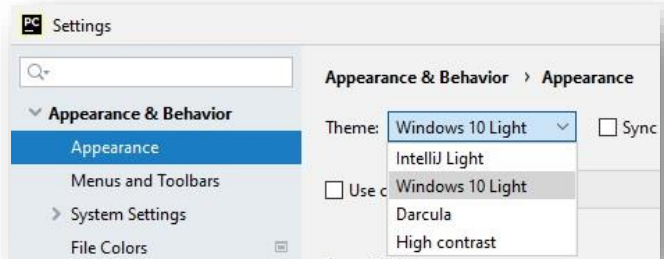 PC Settings
Appearance & Behavior › Appearance
Appearance & Behavior
Theme: Windows 10 Light Sync
Appearance
IntelliJ Light
Menus and Toolbars
Use c Windows 10 Light
System Settings
Darcula
File Colors
High contrast